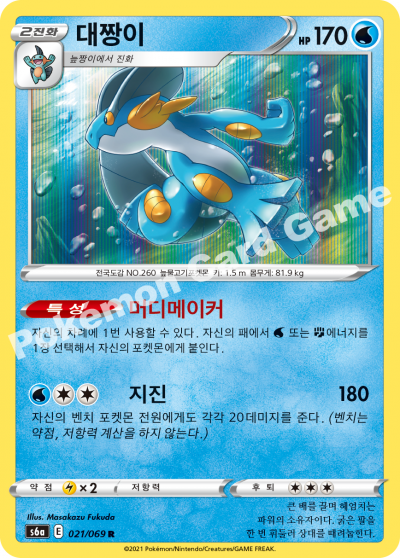 2진화
대짱이
HP 170
늪짱이에서 진화
Pokémon Card Game
전국도감 NO.260 늪물고기포켓몬 키: 1.5 m 몸무게: 81.9 kg
특성 머디메이커
자신의 차례에 1번 사용할 수 있다. 자신의 패에서 또는 에너지를
1장 선택해서 자신의 포켓몬에게 붙인다.
지진 180
자신의 벤치 포켓몬 전원에게도 각각 20데미지를 준다. (벤치는
약점, 저항력 계산을 하지 않는다.)
약점 ×2 저항력 후퇴
Illus. Masakazu Fukuda
s6a E 021/069 R
큰 배를 끌며 헤엄치는
파워의 소유자이다. 굵은 팔을
한 번 휘둘러 상대를 때려눕힌다.
©2021 Pokémon/Nintendo/Creatures/GAME FREAK.